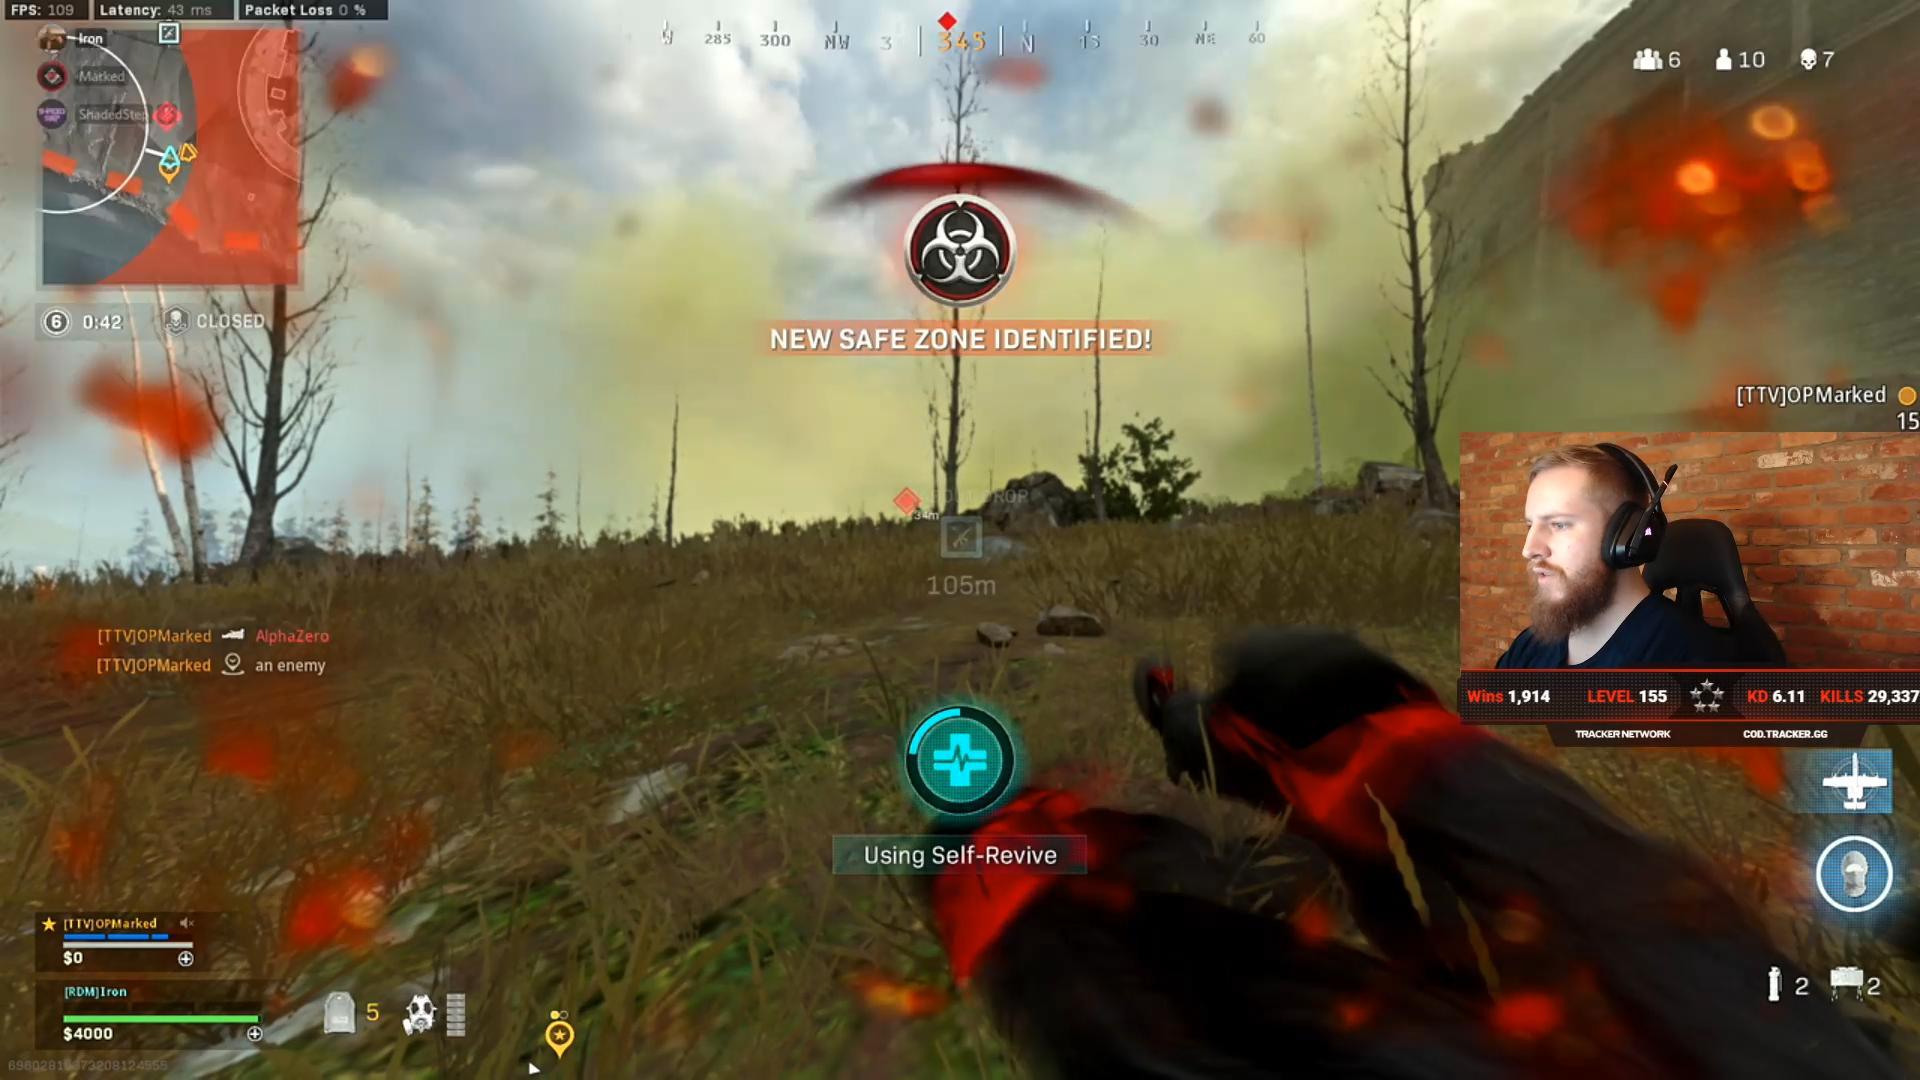 FPS: 109 Latency: 43 ms Packet Loss 0 %
Iron
Marked
ShadedStep
W 285 300 NW 3 345 N 15 30 NE 60
6 10 7
6 0:42 CLOSED
NEW SAFE ZONE IDENTIFIED!
[TTV]OPMarked
15
34m
105m
[TTV]OPMarked AlphaZero
[TTV]OPMarked an enemy
Wins 1,914 LEVEL 155 KD 6.11 KILLS 29,337
TRACKER NETWORK COD.TRACKER.GG
Using Self-Revive
[TTV]OPMarked
$0
[RDM]Iron
$4000
5
2 2